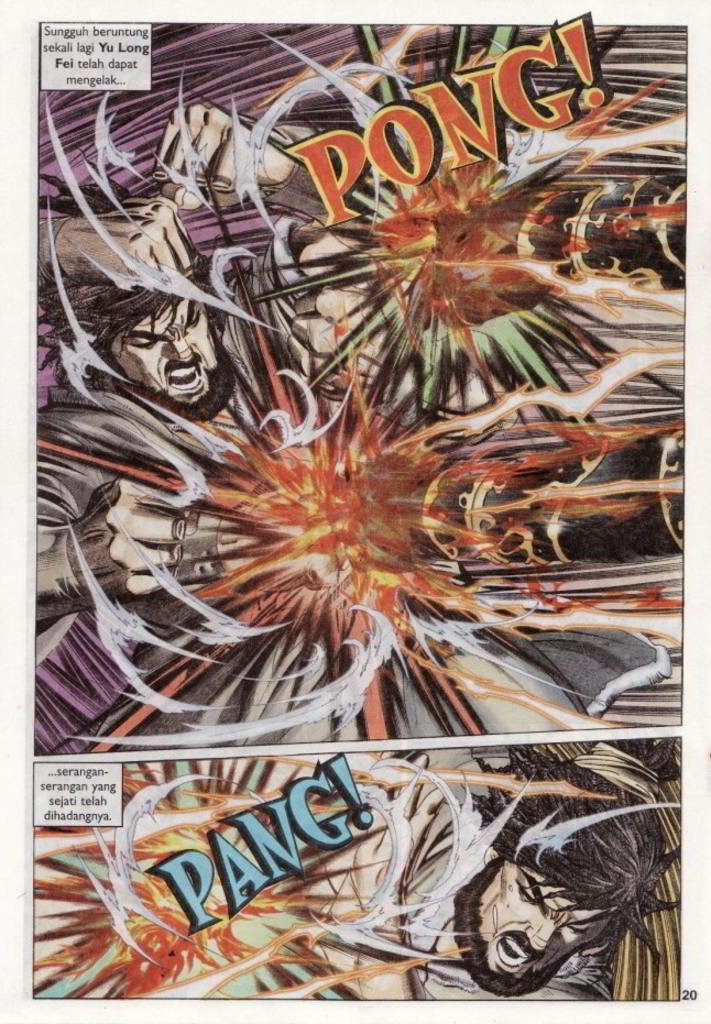 Sungguh beruntung
sekali lagi Yu Long
Fei telah dapat
mengelak...
PONG!
...serangan-
serangan yang
sejati telah
dihadangnya.
PANG!
20